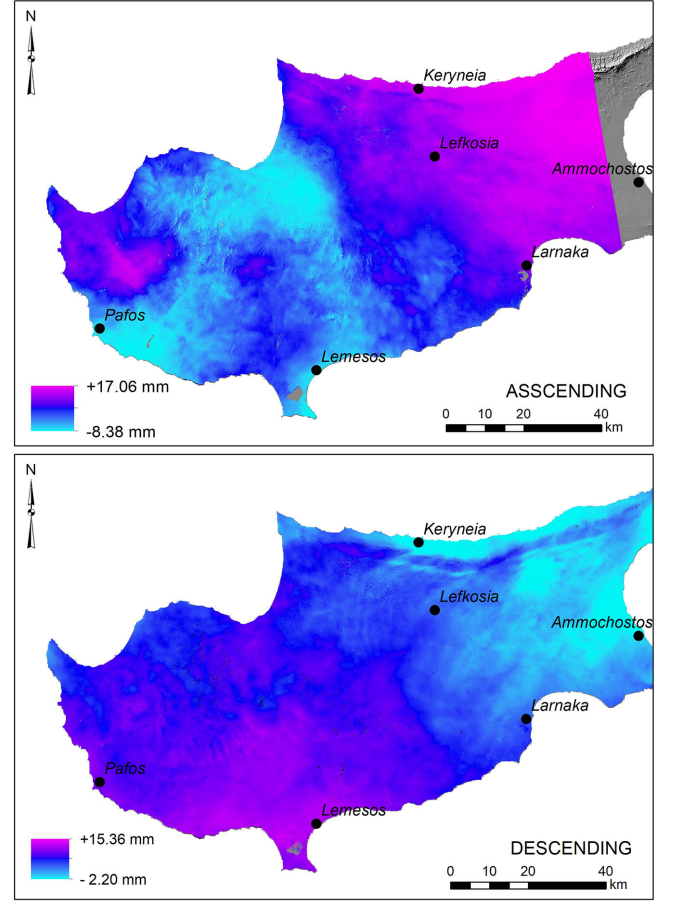 N
Keryneia
Lefkosia
Ammochostos
Larnaka
Pafos
Lemesos
+17.06 mm
-8.38 mm
ASSCENDING
0 10 20 40
km
N
Keryneia
Lefkosia
Ammochostos
Larnaka
Pafos
Lemesos
+15.36 mm
- 2.20 mm
DESCENDING
0 10 20 40
km